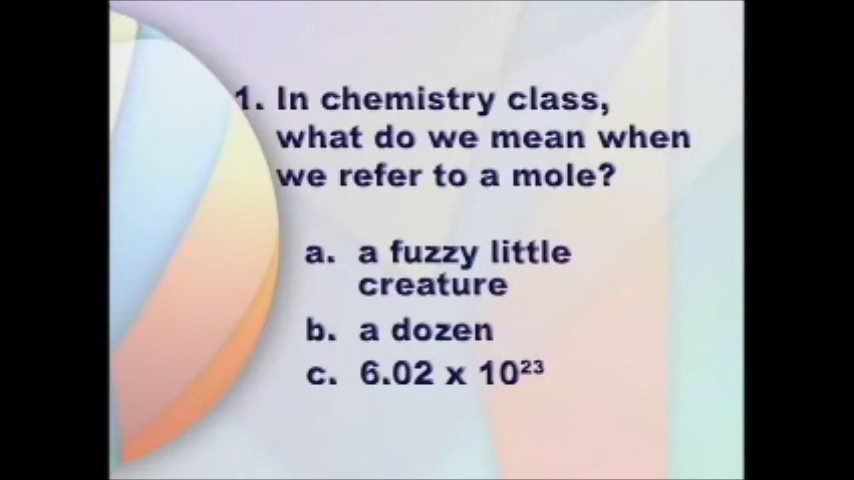 1. In chemistry class,
what do we mean when
we refer to a mole?
a. a fuzzy little
creature
b. a dozen
c. 6.02 x 10²³